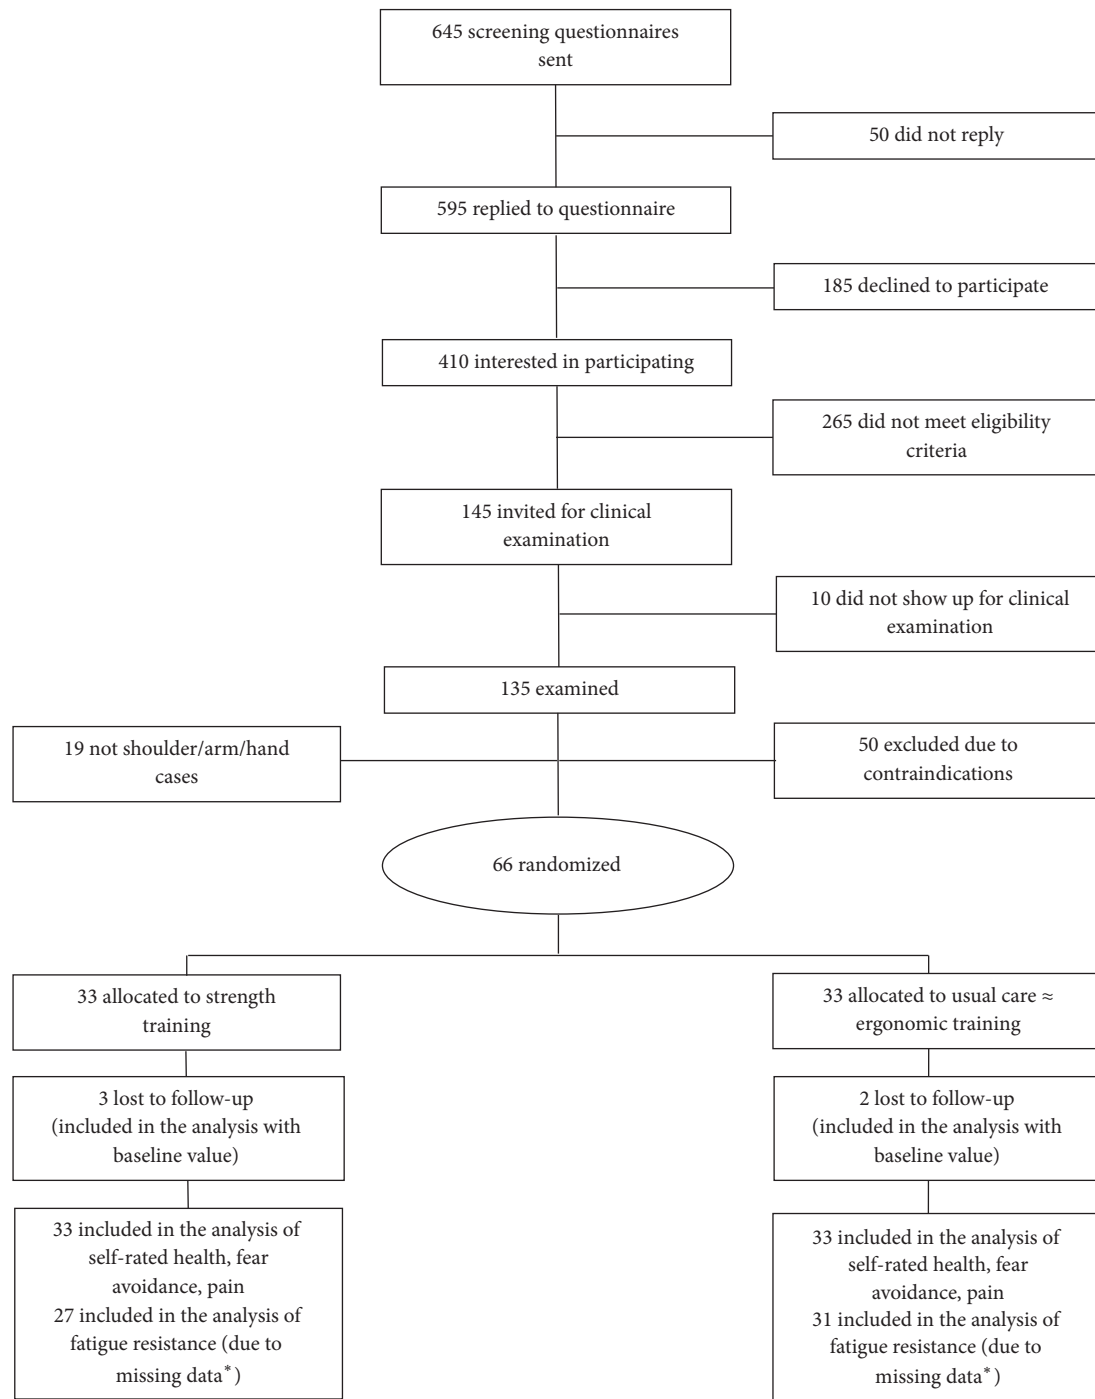 645 screening questionnaires
sent
50 did not reply
595 replied to questionnaire
185 declined to participate
410 interested in participating
265 did not meet eligibility
criteria
145 invited for clinical
examination
10 did not show up for clinical
examination
135 examined
19 not shoulder/arm/hand
cases
50 excluded due to
contraindications
66 randomized
33 allocated to strength
training
33 allocated to usual care ≈
ergonomic training
3 lost to follow-up
(included in the analysis with
baseline value)
2 lost to follow-up
(included in the analysis with
baseline value)
33 included in the analysis of
self-rated health, fear
avoidance, pain
27 included in the analysis of
fatigue resistance (due to
missing data*)
33 included in the analysis of
self-rated health, fear
avoidance, pain
31 included in the analysis of
fatigue resistance (due to
missing data*)